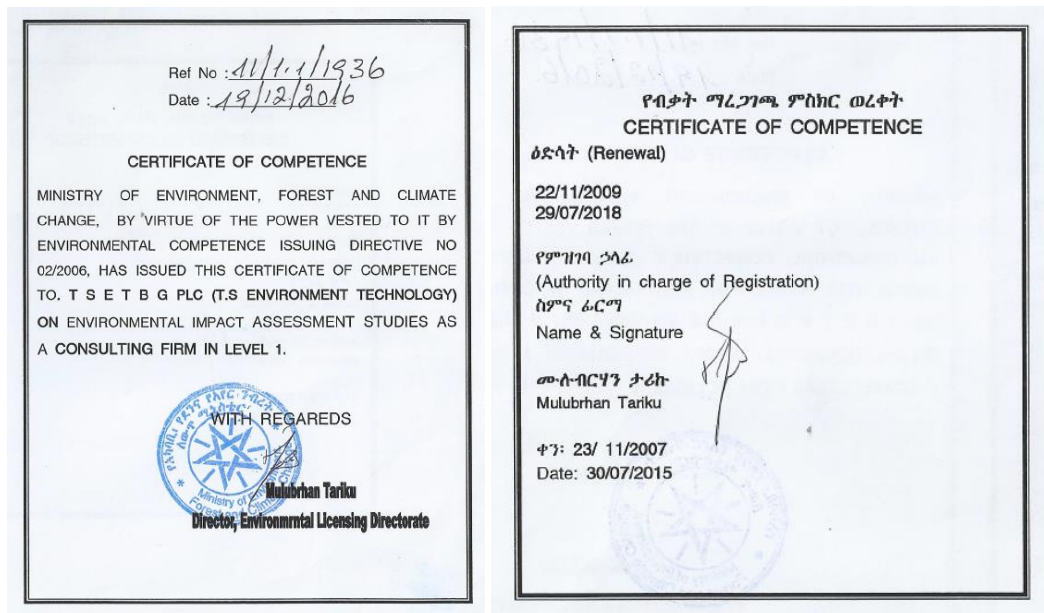 Ref No : 11/1.1/1936
Date : 19/12/2016
CERTIFICATE OF COMPETENCE
MINISTRY OF ENVIRONMENT, FOREST AND CLIMATE
CHANGE, BY VIRTUE OF THE POWER VESTED TO IT BY
ENVIRONMENTAL COMPETENCE ISSUING DIRECTIVE NO
02/2006, HAS ISSUED THIS CERTIFICATE OF COMPETENCE
TO. T S E T B G PLC (T.S ENVIRONMENT TECHNOLOGY)
ON ENVIRONMENTAL IMPACT ASSESSMENT STUDIES AS
A CONSULTING FIRM IN LEVEL 1.
WITH REGAREDS
Ministry of
Forest and
Mulubrhan Tariku
Director, Environmrntal Licensing Directorate
የብቃት ማረጋገጫ ምስክር ወረቀት
CERTIFICATE OF COMPETENCE
ዕድሳት (Renewal)
22/11/2009
29/07/2018
የምዝገባ ኃላፊ
(Authority in charge of Registration)
ስምና ፊርማ
Name & Signature
ሙሉብርሃን ታሪኩ
Mulubrhan Tariku
ቀን፡ 23/ 11/2007
Date: 30/07/2015